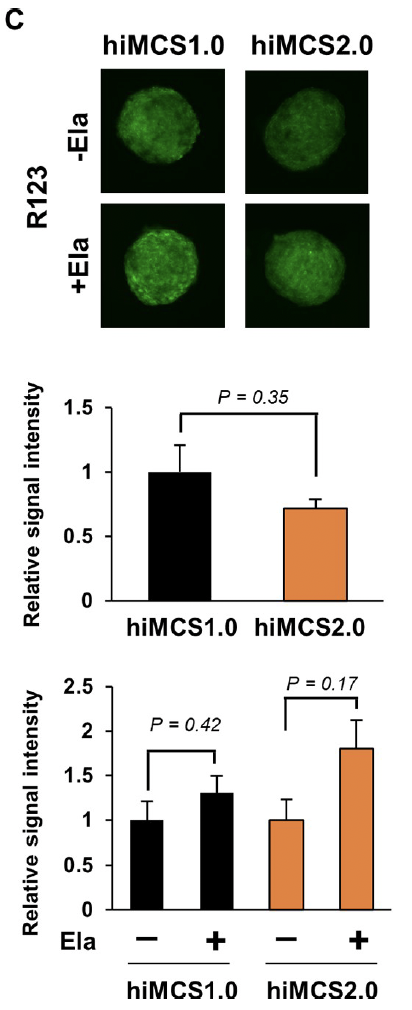 C
hiMCS1.0 hiMCS2.0
R123
-Ela
+Ela
Relative signal intensity
1.5
1
0.5
0
P = 0.35
hiMCS1.0 hiMCS2.0
Relative signal intensity
2.5
2
1.5
1
0.5
0
P = 0.42
P = 0.17
Ela − + − +
hiMCS1.0 hiMCS2.0